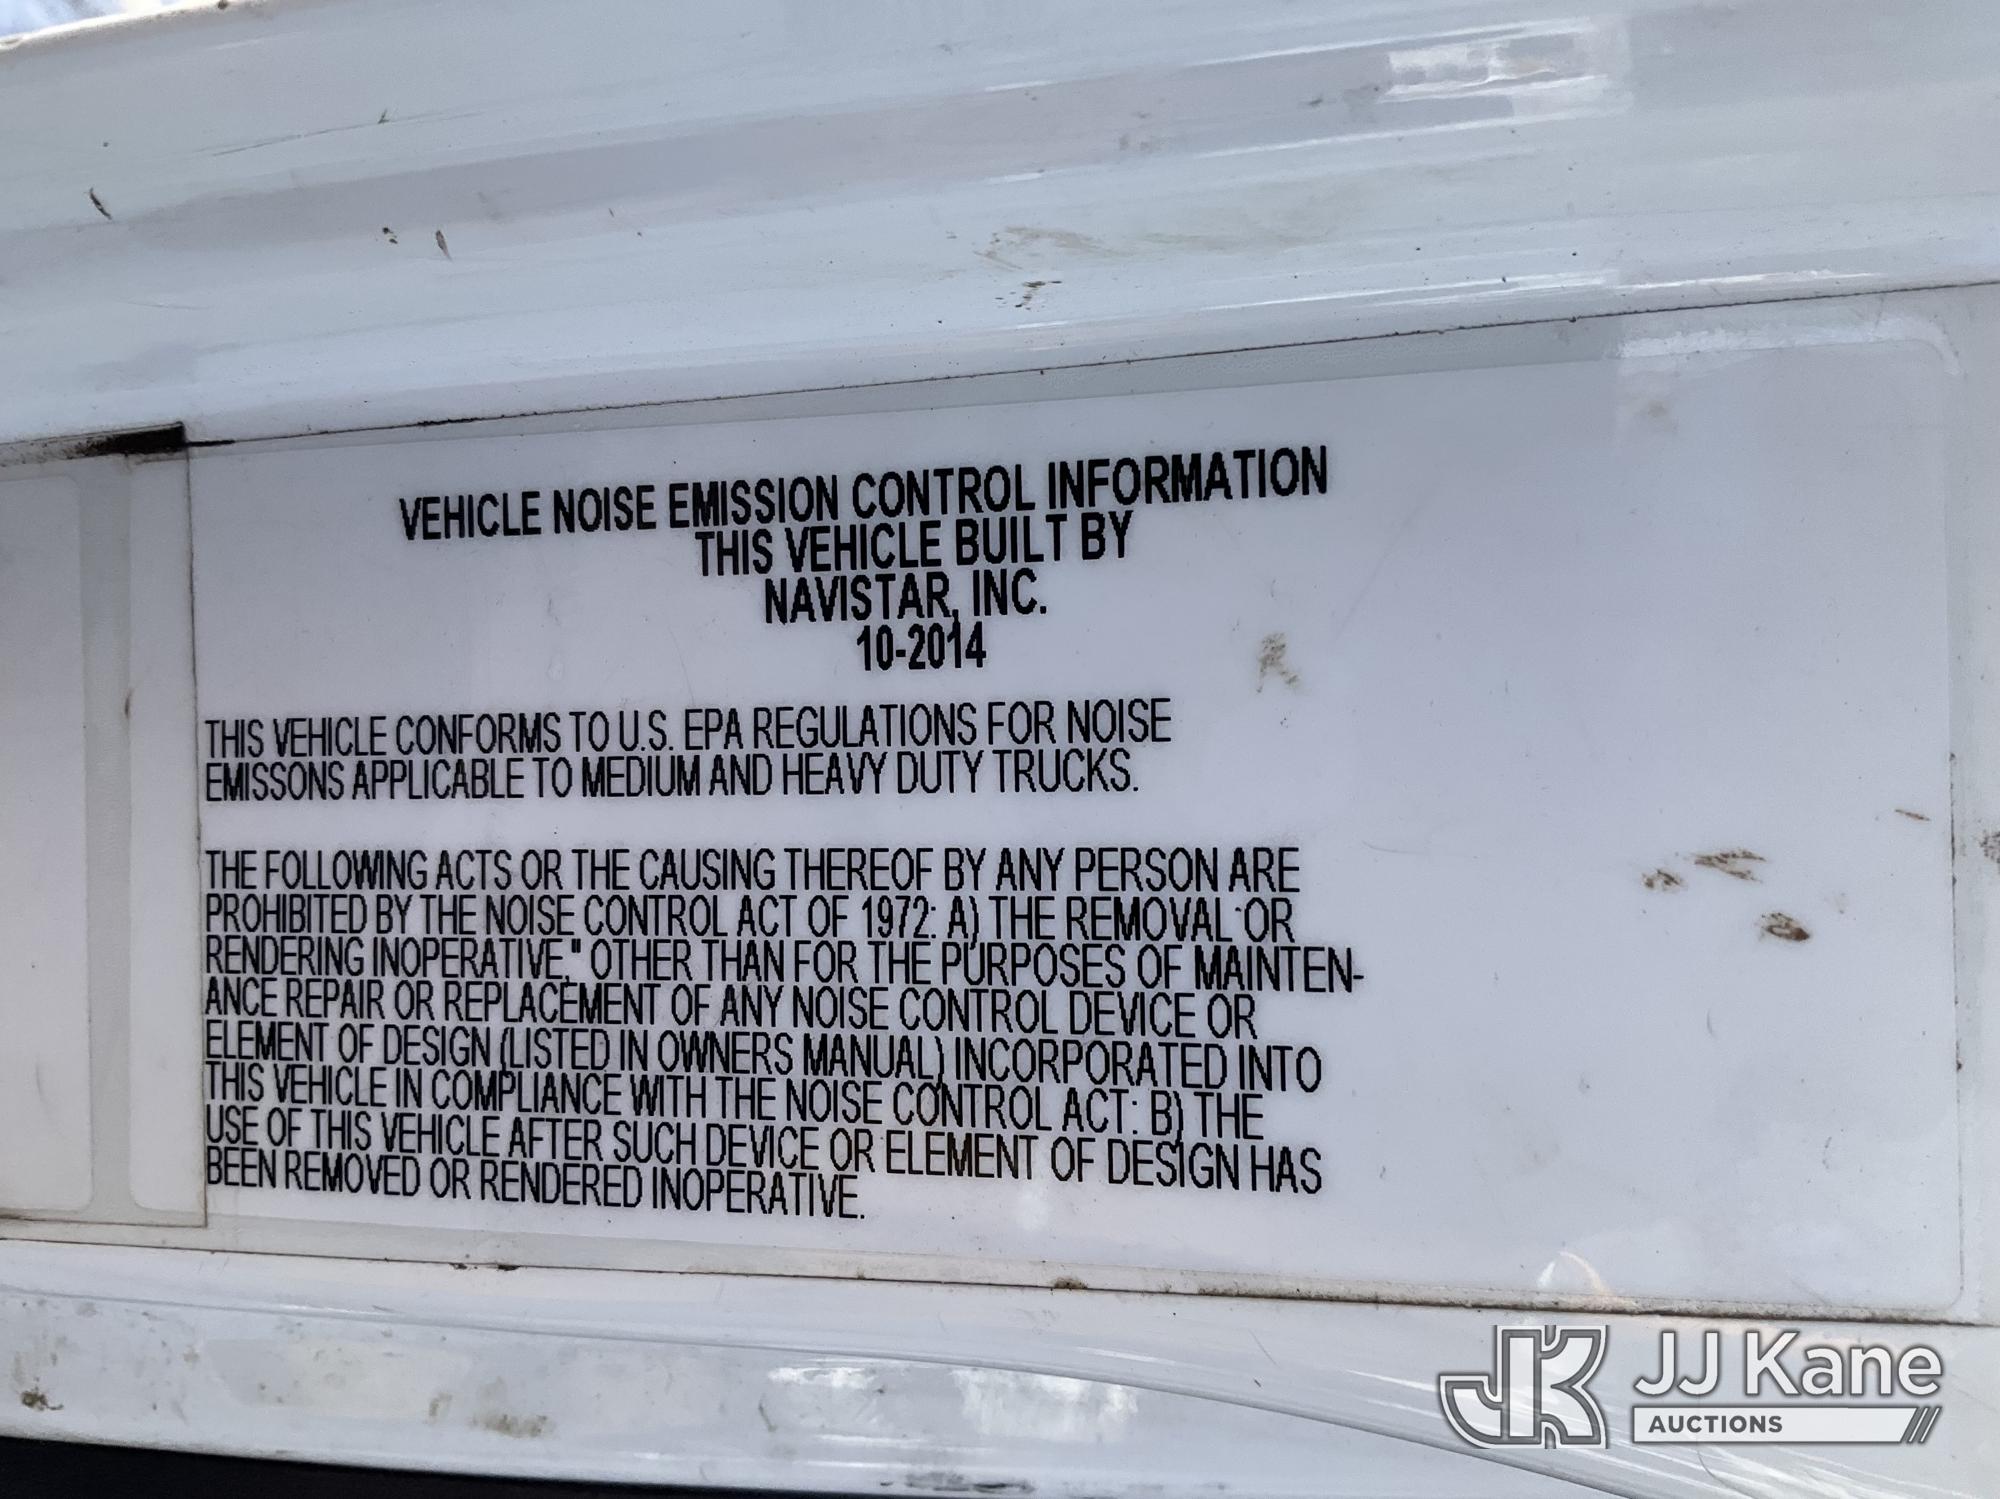 VEHICLE NOISE EMISSION CONTROL INFORMATION
THIS VEHICLE BUILT BY
NAVISTAR, INC.
10-2014
THIS VEHICLE CONFORMS TO U.S. EPA REGULATIONS FOR NOISE
EMISSONS APPLICABLE TO MEDIUM AND HEAVY DUTY TRUCKS.
THE FOLLOWING ACTS OR THE CAUSING THEREOF BY ANY PERSON ARE
PROHIBITED BY THE NOISE CONTROL ACT OF 1972: A) THE REMOVAL OR
RENDERING INOPERATIVE," OTHER THAN FOR THE PURPOSES OF MAINTEN-
ANCE REPAIR OR REPLACEMENT OF ANY NOISE CONTROL DEVICE OR
ELEMENT OF DESIGN (LISTED IN OWNERS MANUAL) INCORPORATED INTO
THIS VEHICLE IN COMPLIANCE WITH THE NOISE CONTROL ACT: B) THE
USE OF THIS VEHICLE AFTER SUCH DEVICE OR ELEMENT OF DESIGN HAS
BEEN REMOVED OR RENDERED INOPERATIVE.
JK JJ Kane
AUCTIONS